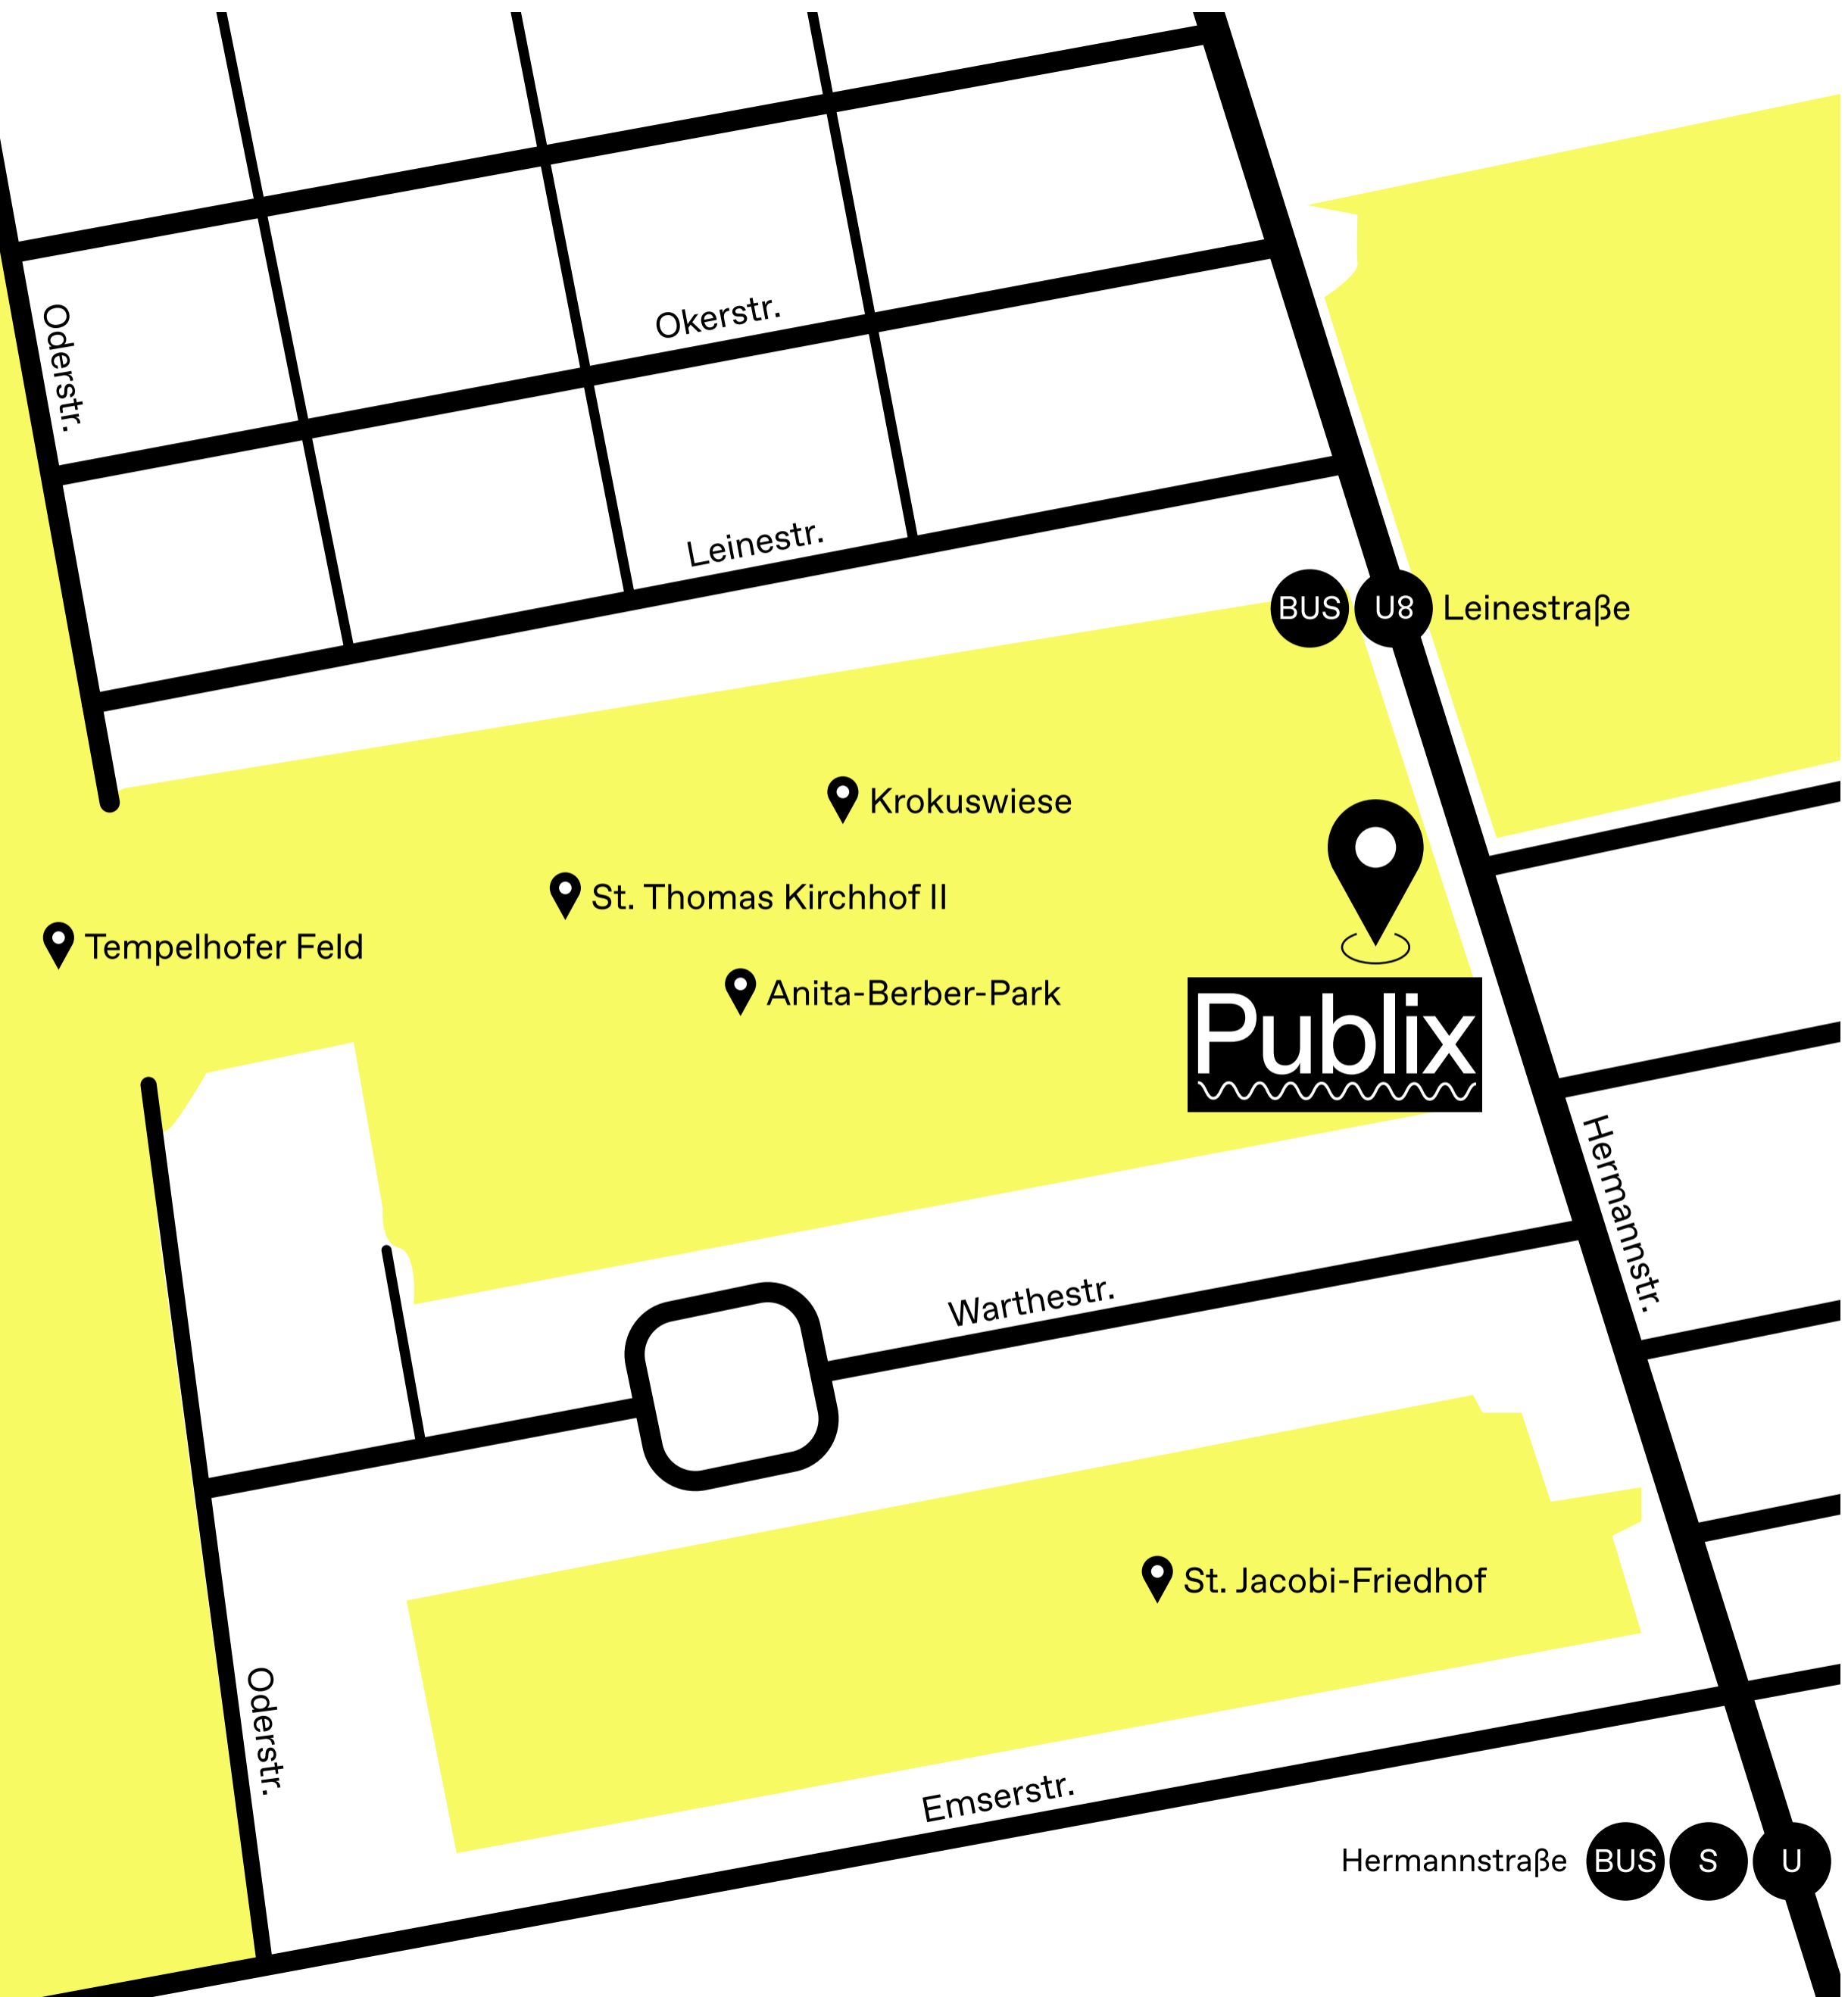 Oderstr.
Okerstr.
Leinestr.
BUS U8 Leinestraße
Krokuswiese
St. Thomas Kirchhof II
Tempelhofer Feld
Anita-Berber-Park
Publix
Hermannstr.
Warthestr.
St. Jacobi-Friedhof
Oderstr.
Emserstr.
Hermannstraße BUS S U